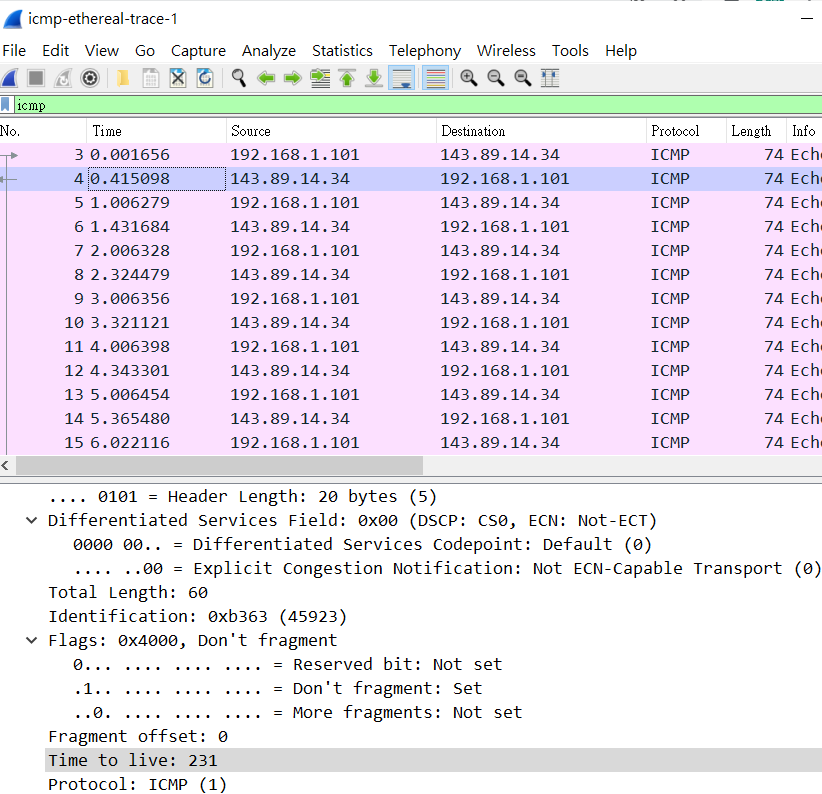 icmp-ethereal-trace-1
File Edit View Go Capture Analyze Statistics Telephony Wireless Tools Help
icmp
No. Time Source Destination Protocol Length Info
3 0.001656 192.168.1.101 143.89.14.34 ICMP 74 Echo
4 0.415098 143.89.14.34 192.168.1.101 ICMP 74 Echo
5 1.006279 192.168.1.101 143.89.14.34 ICMP 74 Echo
6 1.431684 143.89.14.34 192.168.1.101 ICMP 74 Echo
7 2.006328 192.168.1.101 143.89.14.34 ICMP 74 Echo
8 2.324479 143.89.14.34 192.168.1.101 ICMP 74 Echo
9 3.006356 192.168.1.101 143.89.14.34 ICMP 74 Echo
10 3.321121 143.89.14.34 192.168.1.101 ICMP 74 Echo
11 4.006398 192.168.1.101 143.89.14.34 ICMP 74 Echo
12 4.343301 143.89.14.34 192.168.1.101 ICMP 74 Echo
13 5.006454 192.168.1.101 143.89.14.34 ICMP 74 Echo
14 5.365480 143.89.14.34 192.168.1.101 ICMP 74 Echo
15 6.022116 192.168.1.101 143.89.14.34 ICMP 74 Echo
.... 0101 = Header Length: 20 bytes (5)
Differentiated Services Field: 0x00 (DSCP: CS0, ECN: Not-ECT)
0000 00.. = Differentiated Services Codepoint: Default (0)
.... ..00 = Explicit Congestion Notification: Not ECN-Capable Transport (0)
Total Length: 60
Identification: 0xb363 (45923)
Flags: 0x4000, Don't fragment
0... .... .... .... = Reserved bit: Not set
.1.. .... .... .... = Don't fragment: Set
..0. .... .... .... = More fragments: Not set
Fragment offset: 0
Time to live: 231
Protocol: ICMP (1)